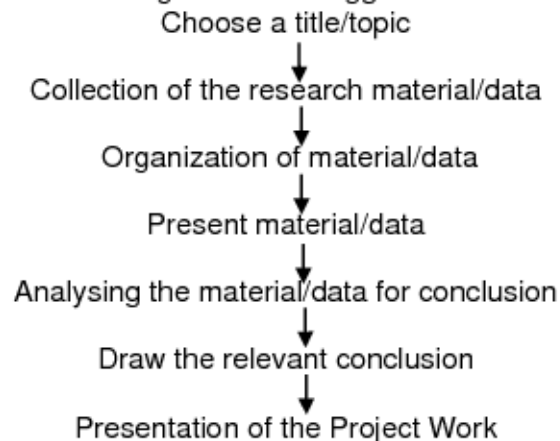 Choose a title/topic
Collection of the research material/data
Organization of material/data
Present material/data
Analysing the material/data for conclusion
Draw the relevant conclusion
Presentation of the Project Work